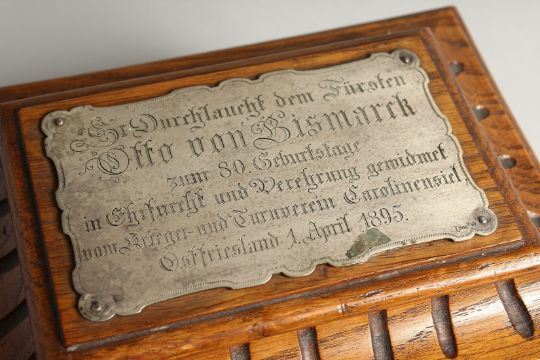 Sr Durchlaucht dem Fürsten
Otto von Bismarck
zum 80. Geburtstage
in Ehrfurcht und Verehrung gewidmet
vom Krieger- und Turnverein Carolinensiel,
Ostfriesland 1. April 1895.